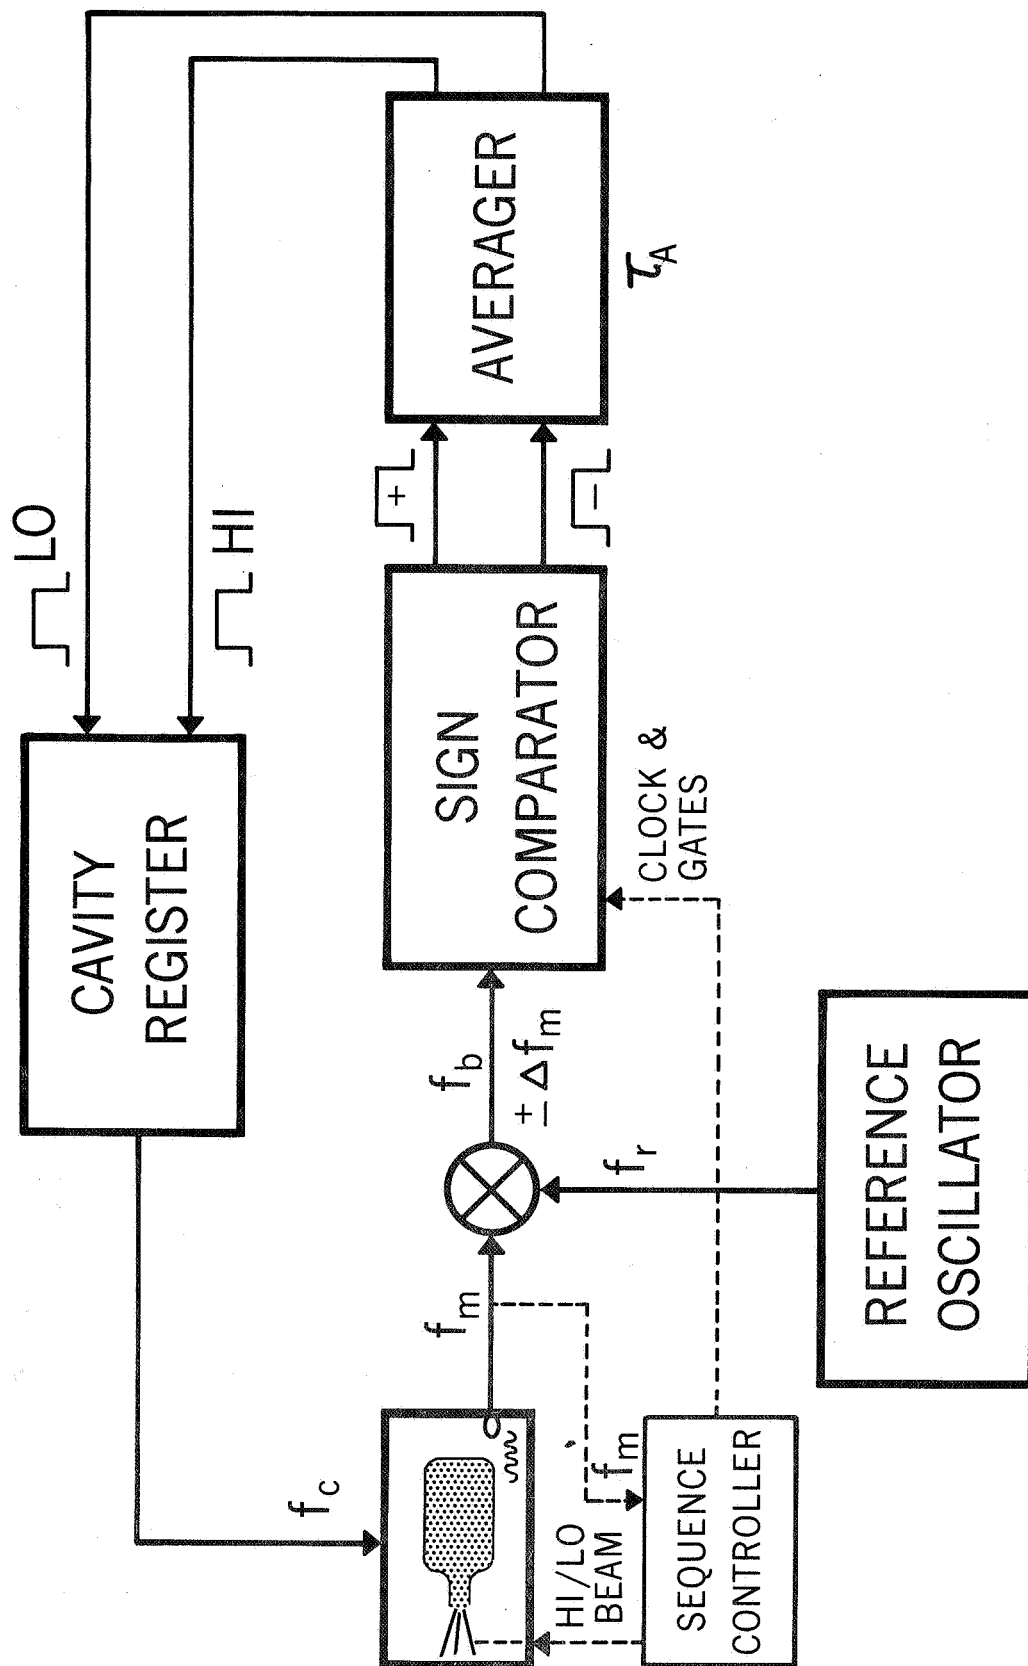 LO
HI
CAVITY
REGISTER
AVERAGER
τA
+
−
SIGN
COMPARATOR
CLOCK &
GATES
fb
± Δfm
fr
fm
fc
fm
HI/LO
BEAM
SEQUENCE
CONTROLLER
REFERENCE
OSCILLATOR